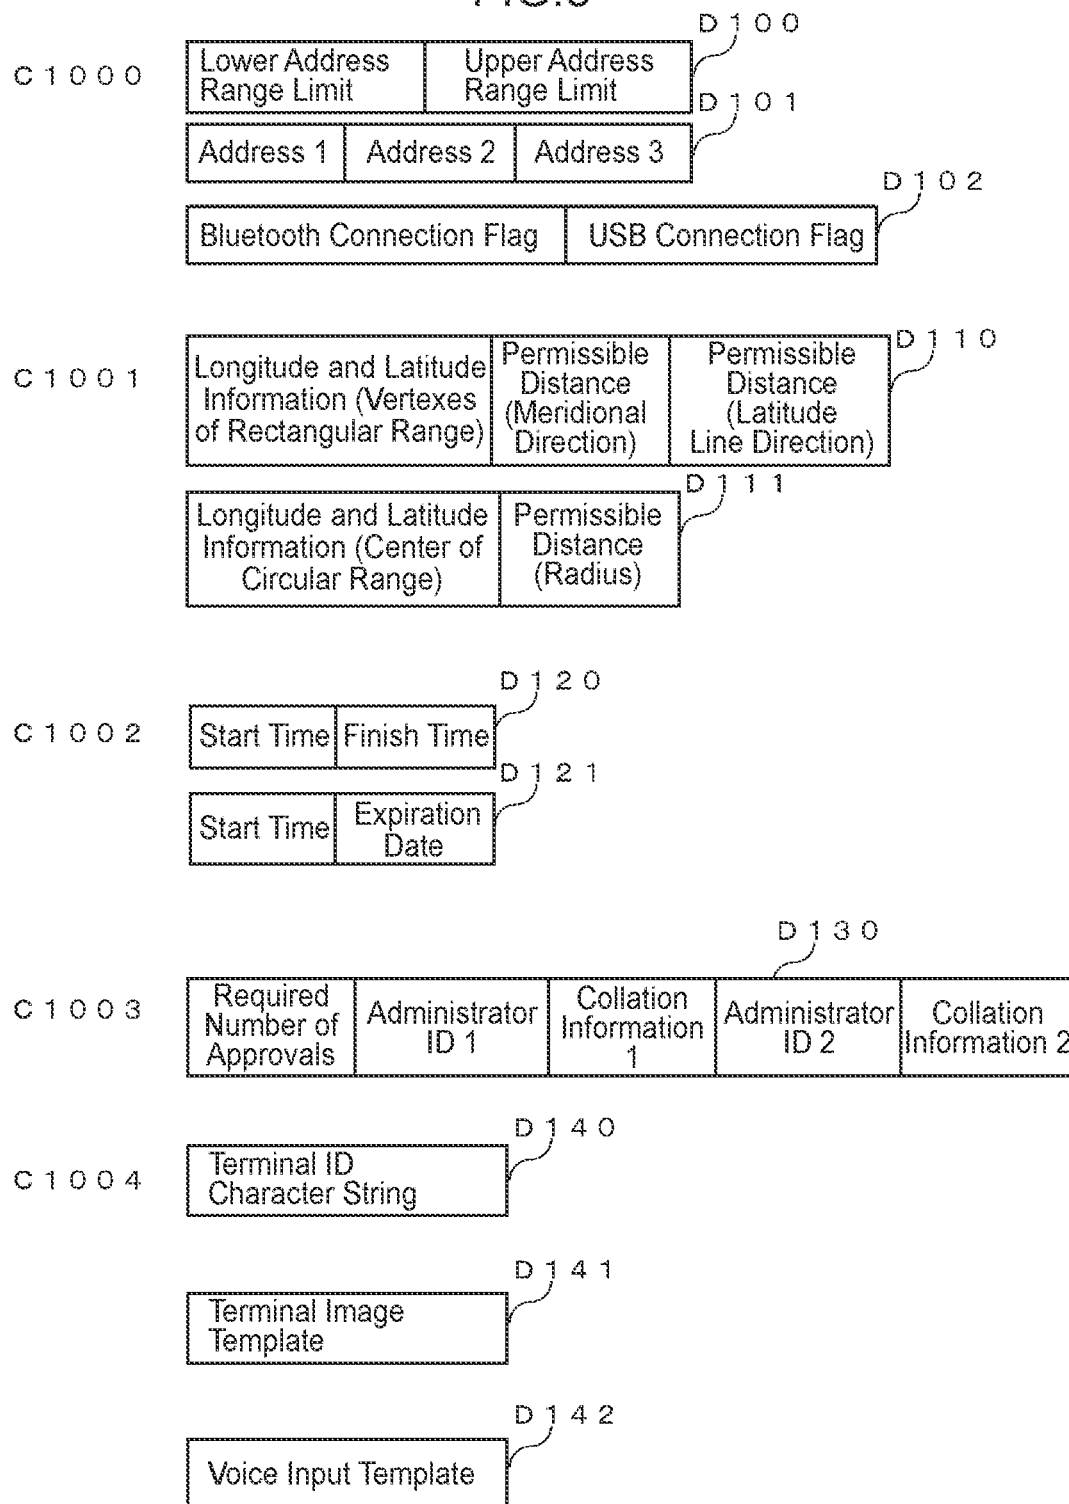 D100
C1000
Lower Address
Range Limit
Upper Address
Range Limit
D101
Address 1
Address 2
Address 3
D102
Bluetooth Connection Flag
USB Connection Flag
D110
C1001
Longitude and Latitude
Information (Vertexes
of Rectangular Range)
Permissible
Distance
(Meridional
Direction)
Permissible
Distance
(Latitude
Line Direction)
D111
Longitude and Latitude
Information (Center of
Circular Range)
Permissible
Distance
(Radius)
D120
C1002
Start Time
Finish Time
D121
Start Time
Expiration
Date
D130
C1003
Required
Number of
Approvals
Administrator
ID 1
Collation
Information
1
Administrator
ID 2
Collation
Information 2
D140
C1004
Terminal ID
Character String
D141
Terminal Image
Template
D142
Voice Input Template